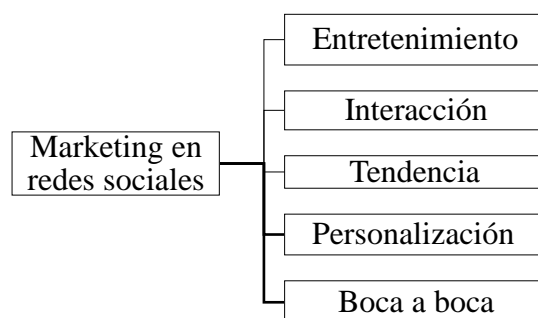 Entretenimiento
Interacción
Marketing en
redes sociales
Tendencia
Personalización
Boca a boca